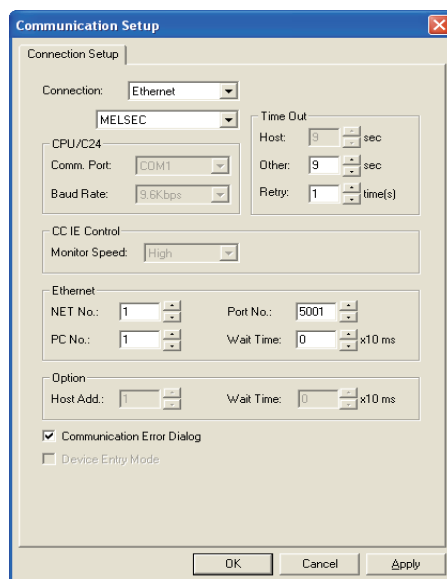 Communication Setup
Connection Setup
Connection: Ethernet
MELSEC
Time Out
Host: 9 sec
CPU/C24
Comm. Port: COM1
Other: 9 sec
Baud Rate: 9.6Kbps
Retry: 1 time(s)
CC IE Control
Monitor Speed: High
Ethernet
NET No.: 1 Port No.: 5001
PC No.: 1 Wait Time: 0 x10 ms
Option
Host Add.: 1 Wait Time: 0 x10 ms
Communication Error Dialog
Device Entry Mode
OK Cancel Apply